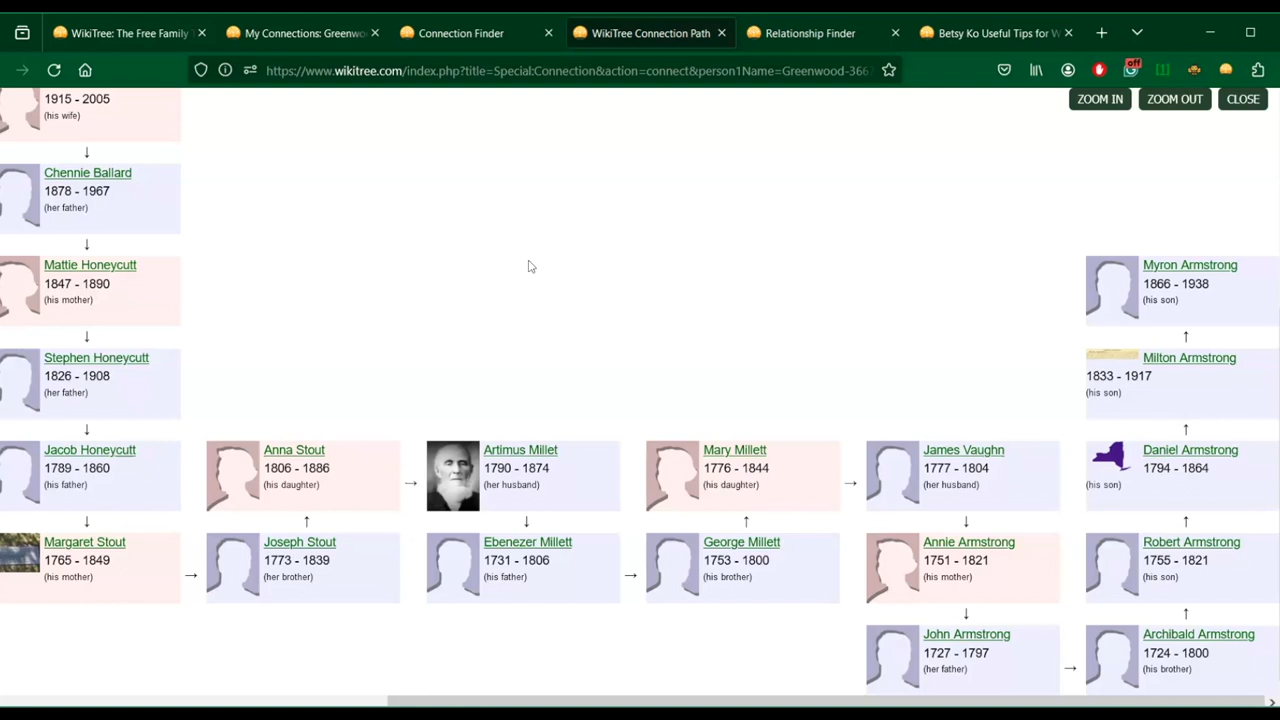 WikiTree: The Free Family
My Connections: Greenwo
Connection Finder
WikiTree Connection Path
Relationship Finder
Betsy Ko Useful Tips for W
https://www.wikitree.com/index.php?title=Special:Connection&action=connect&person1Name=Greenwood-366
off
ZOOM IN
ZOOM OUT
CLOSE
1915 - 2005
(his wife)
↓
Chennie Ballard
1878 - 1967
(her father)
↓
Mattie Honeycutt
1847 - 1890
(his mother)
↓
Stephen Honeycutt
1826 - 1908
(her father)
↓
Jacob Honeycutt
1789 - 1860
(his father)
↓
Margaret Stout
1765 - 1849
(his mother)
→
Anna Stout
1806 - 1886
(his daughter)
→
↑
Joseph Stout
1773 - 1839
(her brother)
Artimus Millet
1790 - 1874
(her husband)
↓
Ebenezer Millett
1731 - 1806
(his father)
→
Mary Millett
1776 - 1844
(his daughter)
→
↑
George Millett
1753 - 1800
(his brother)
James Vaughn
1777 - 1804
(her husband)
↓
Annie Armstrong
1751 - 1821
(his mother)
↓
John Armstrong
1727 - 1797
(her father)
→
Myron Armstrong
1866 - 1938
(his son)
↑
Milton Armstrong
1833 - 1917
(his son)
↑
Daniel Armstrong
1794 - 1864
(his son)
↑
Robert Armstrong
1755 - 1821
(his son)
↑
Archibald Armstrong
1724 - 1800
(his brother)